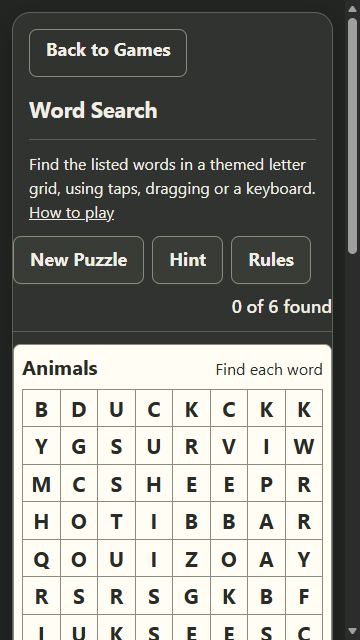 Back to Games
Word Search
Find the listed words in a themed letter
grid, using taps, dragging or a keyboard.
How to play
New Puzzle Hint Rules
0 of 6 found
Animals Find each word
B D U C K C K K
Y G S U R V I W
M C S H E E P R
H O T I B B A R
Q O U I Z O A Y
R S R S G K B F
I U K S E E S C